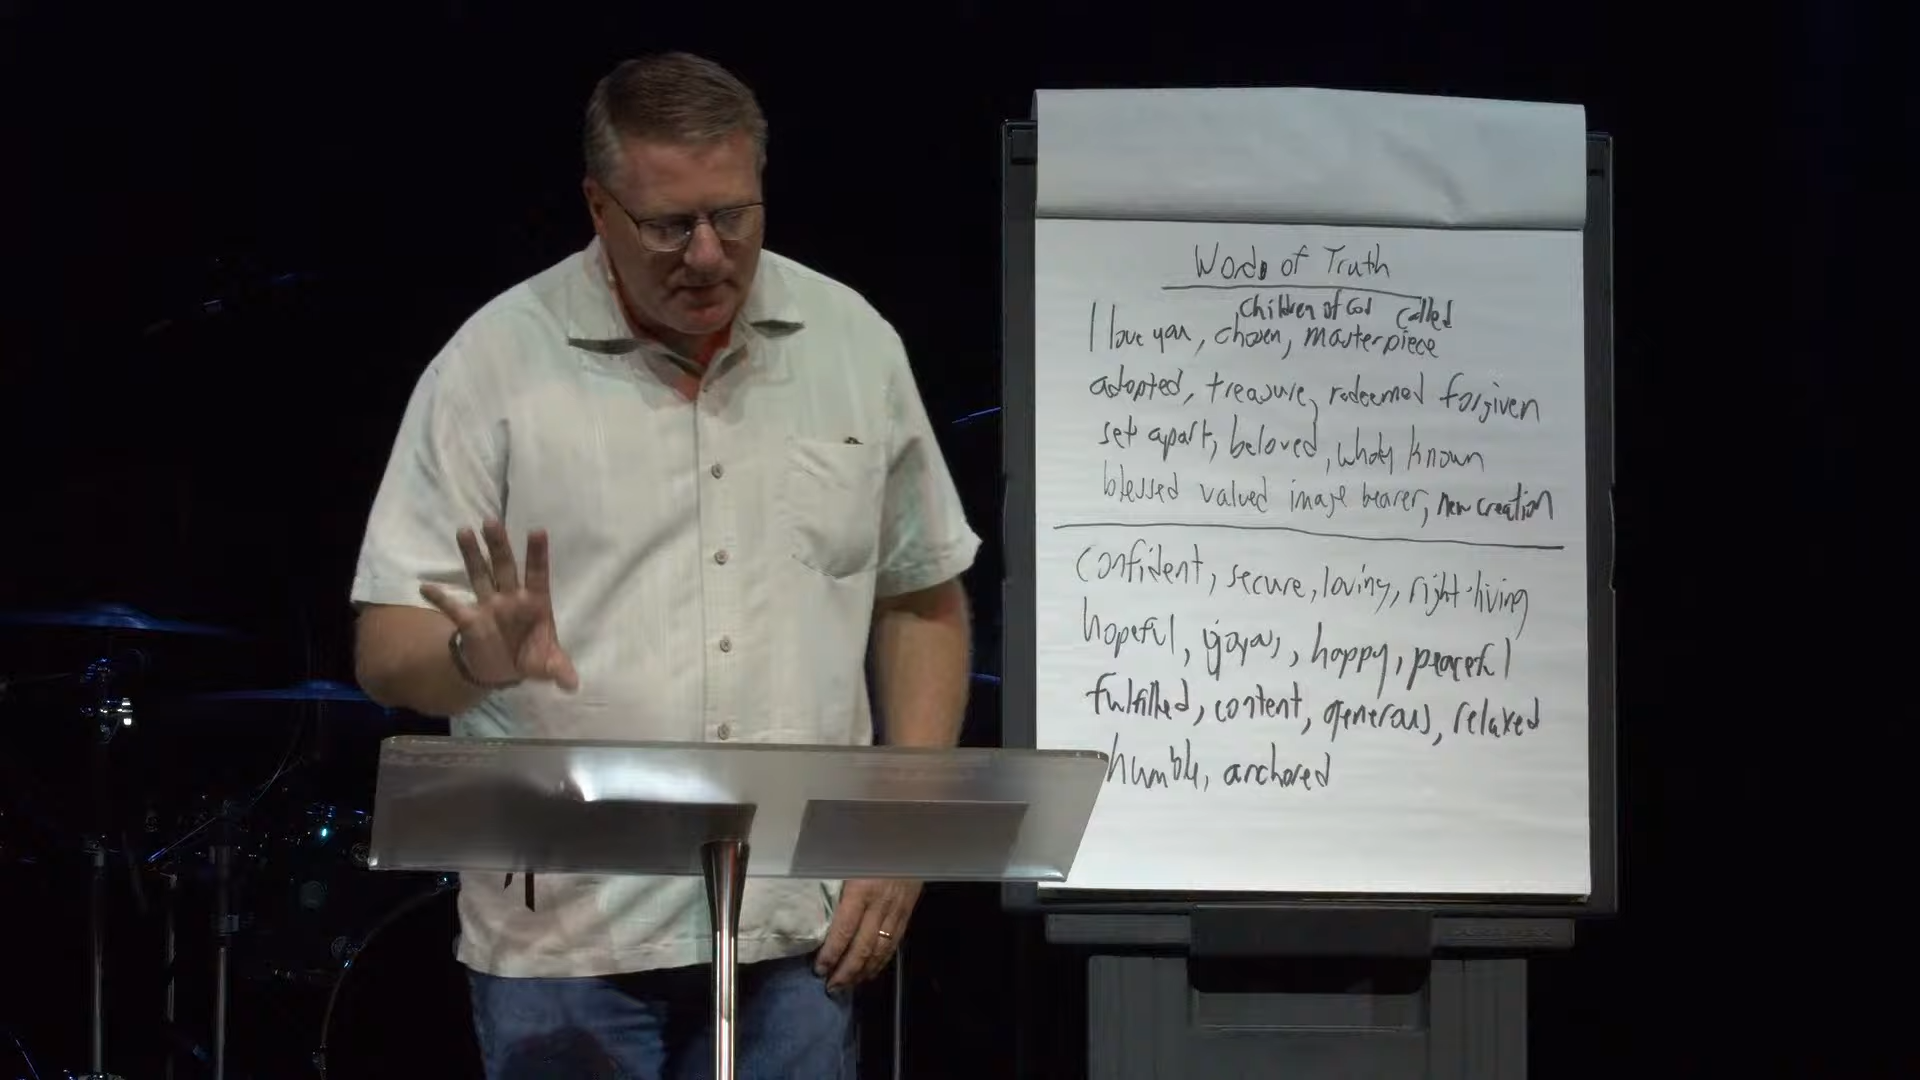 Words of Truth
Children of God called
I love you, chosen, masterpiece
adopted, treasure, redeemed forgiven
set apart, beloved, wholy known
blessed valued image bearer, new creation
confident, secure, loving, right-living
hopeful, joyous, happy, peaceful
fulfilled, content, generous, relaxed
humble, anchored